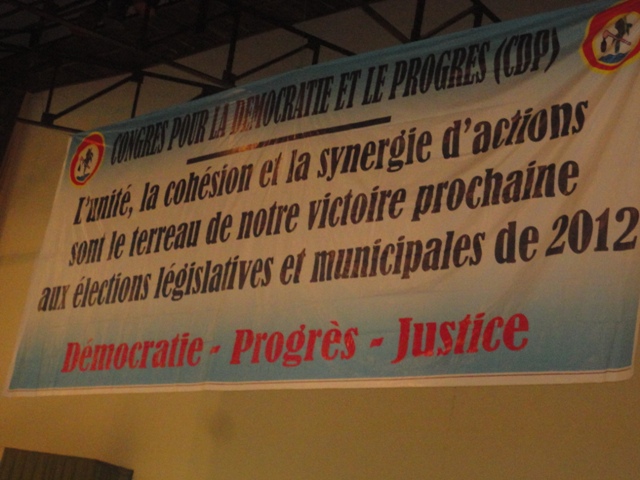 CONGRES POUR LA DEMOCRATIE ET LE PROGRES (CDP)
L'unité, la cohésion et la synergie d'actions
sont le terreau de notre victoire prochaine
aux élections législatives et municipales de 2012
Démocratie - Progrès - Justice